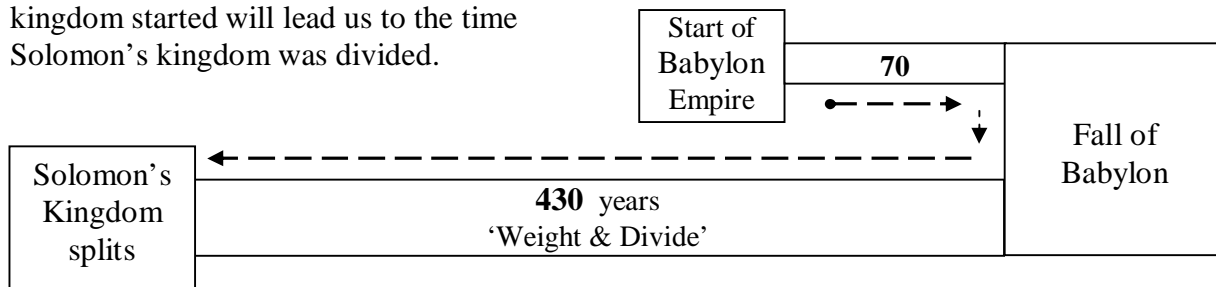 kingdom started will lead us to the time
Solomon’s kingdom was divided.
Start of
Babylon
Empire
70
Fall of
Babylon
Solomon’s
Kingdom
splits
430 years
‘Weight & Divide’